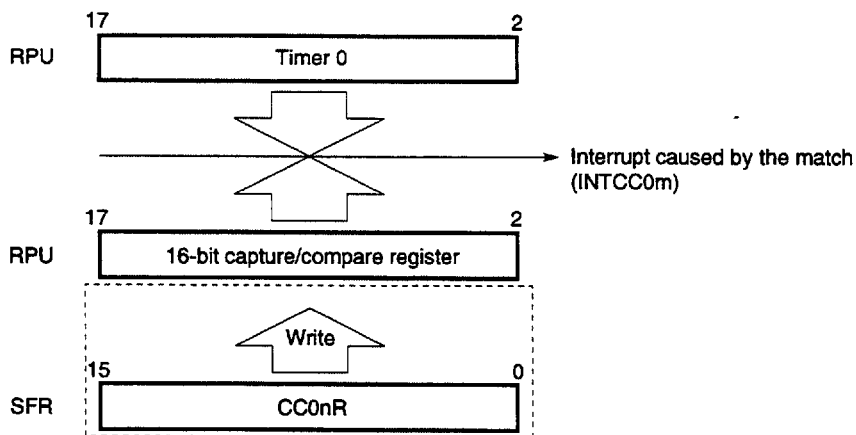 17 2
RPU Timer 0
Interrupt caused by the match
(INTCC0m)
17 2
RPU 16-bit capture/compare register
Write
15 0
SFR CC0nR